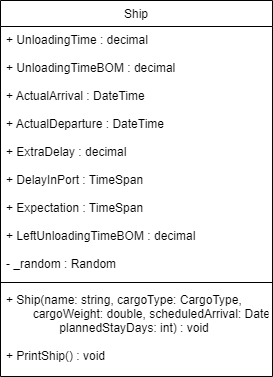 Ship
+ UnloadingTime : decimal
+ UnloadingTimeBOM : decimal
+ ActualArrival : DateTime
+ ActualDeparture : DateTime
+ ExtraDelay : decimal
+ DelayInPort : TimeSpan
+ Expectation : TimeSpan
+ LeftUnloadingTimeBOM : decimal
- _random : Random
+ Ship(name: string, cargoType: CargoType,
cargoWeight: double, scheduledArrival: Date
plannedStayDays: int) : void
+ PrintShip() : void